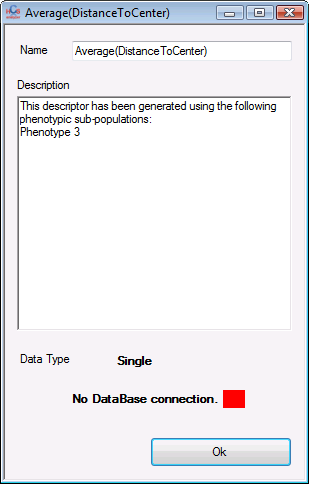 Average(DistanceToCenter)
Name
Average(DistanceToCenter)
Description
This descriptor has been generated using the following
phenotypic sub-populations:
Phenotype 3
Data Type
Single
No DataBase connection.
Ok